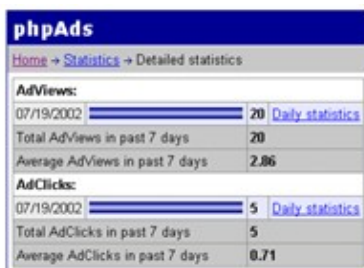 phpAds
Home → Statistics → Detailed statistics
AdViews:
07/19/2002 20 Daily statistics
Total AdViews in past 7 days 20
Average AdViews in past 7 days 2.86
AdClicks:
07/19/2002 5 Daily statistics
Total AdClicks in past 7 days 5
Average AdClicks in past 7 days 0.71